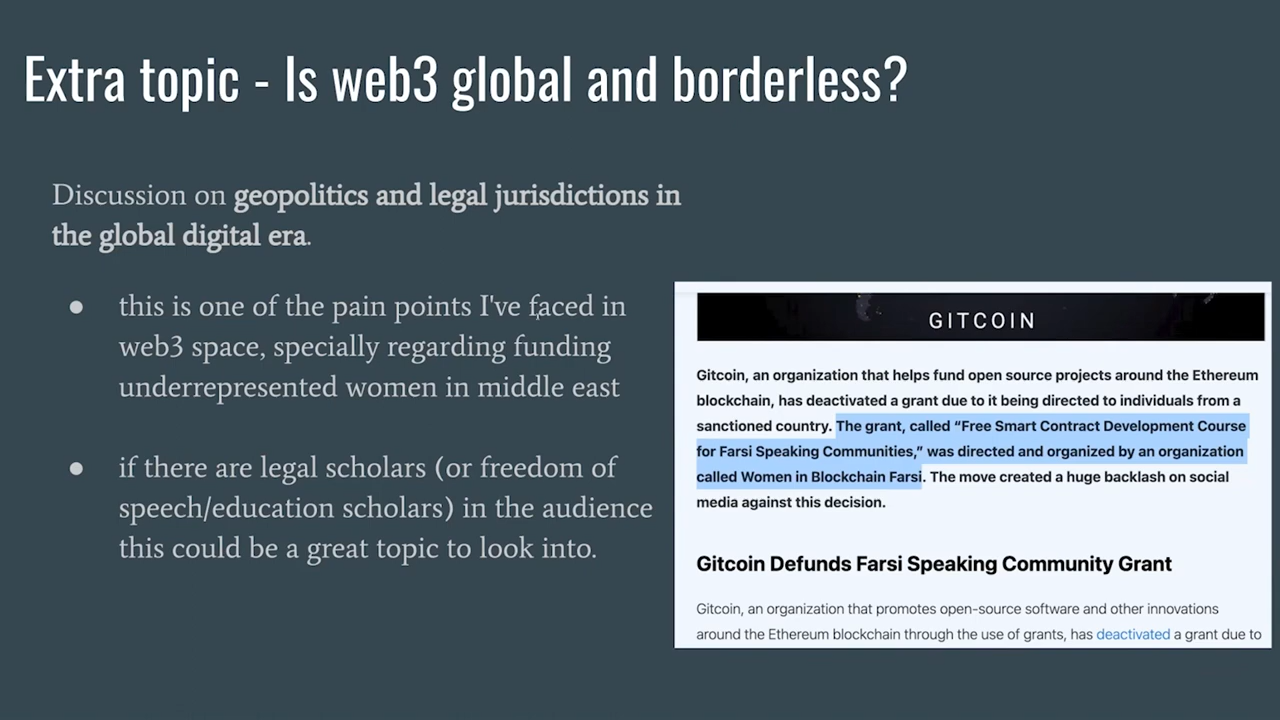 Extra topic - Is web3 global and borderless?
Discussion on geopolitics and legal jurisdictions in
the global digital era.
● this is one of the pain points I've faced in
web3 space, specially regarding funding
underrepresented women in middle east
● if there are legal scholars (or freedom of
speech/education scholars) in the audience
this could be a great topic to look into.
GITCOIN
Gitcoin, an organization that helps fund open source projects around the Ethereum
blockchain, has deactivated a grant due to it being directed to individuals from a
sanctioned country. The grant, called “Free Smart Contract Development Course
for Farsi Speaking Communities,” was directed and organized by an organization
called Women in Blockchain Farsi. The move created a huge backlash on social
media against this decision.
Gitcoin Defunds Farsi Speaking Community Grant
Gitcoin, an organization that promotes open-source software and other innovations
around the Ethereum blockchain through the use of grants, has deactivated a grant due to